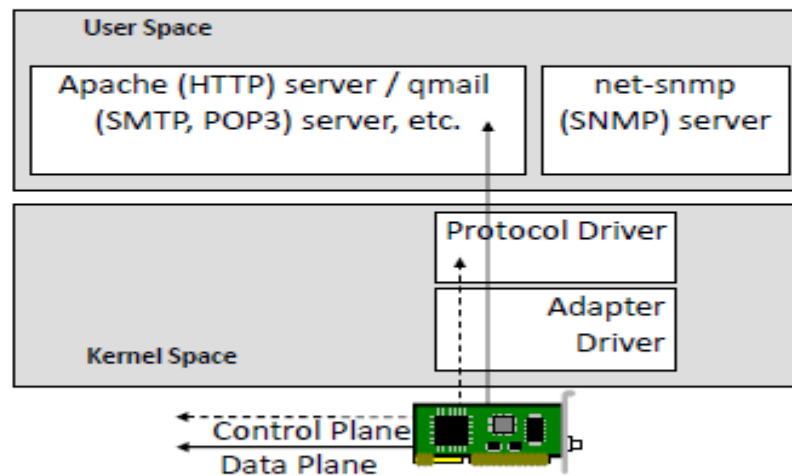 User Space
Apache (HTTP) server / qmail
(SMTP, POP3) server, etc.
net-snmp
(SNMP) server
Protocol Driver
Adapter
Driver
Kernel Space
Control Plane
Data Plane